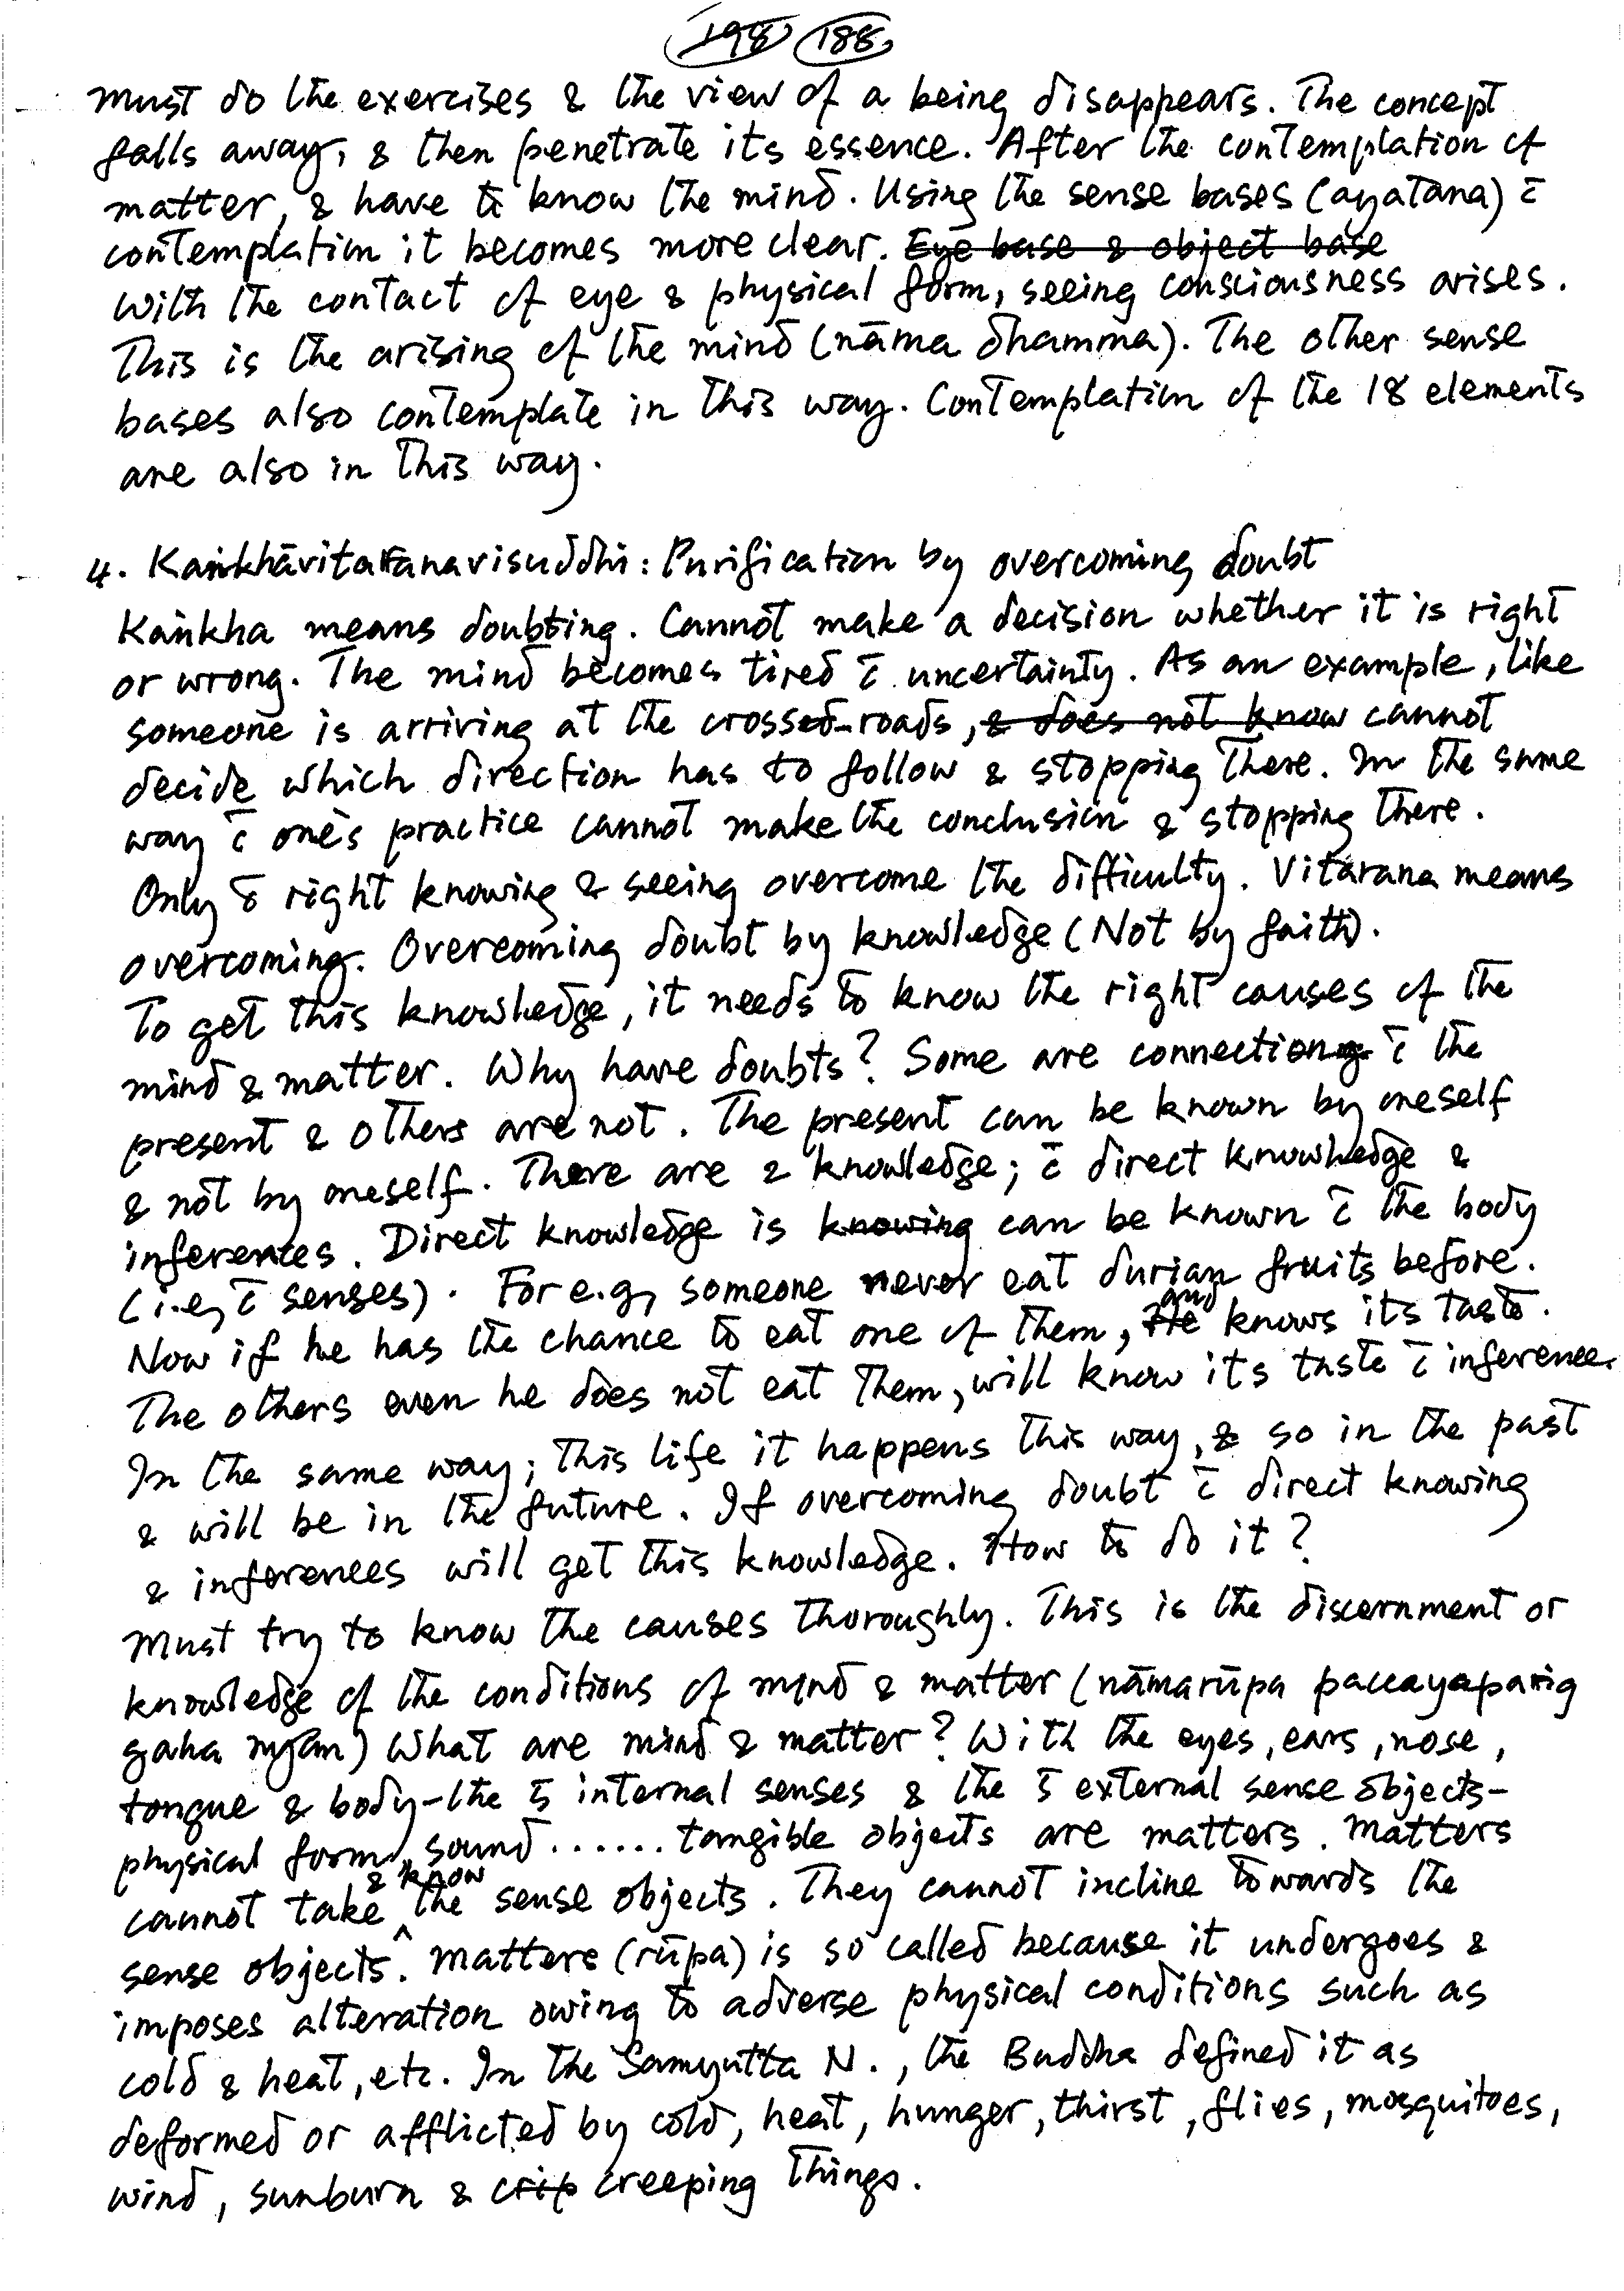 198 188
must do the exercises & the view of a being disappears. The concept
falls away, & then penetrate its essence. After the contemplation of
matter, & have to know the mind. Using the sense bases (ayatana) c̄
contemplation it becomes more clear. Eye base & object base
With the contact of eye & physical form, seeing consciousness arises.
This is the arising of the mind (nāma dhamma). The other sense
bases also contemplate in this way. Contemplation of the 18 elements
are also in this way.
4. Kaṅkhāvitaraṇavisuddhi: Purification by overcoming doubt
Kaṅkha means doubting. Cannot make a decision whether it is right
or wrong. The mind becomes tired c̄ uncertainty. As an example, like
someone is arriving at the crossed-roads, & does not know cannot
decide which direction has to follow & stopping there. In the same
way c̄ one's practice cannot make the conclusion & stopping there.
Only c̄ right knowing & seeing overcome the difficulty. Vitarana means
overcoming. Overcoming doubt by knowledge (Not by faith).
To get this knowledge, it needs to know the right causes of the
mind & matter. Why have doubts? Some are connection c̄ the
present & others are not. The present can be known by oneself
& not by oneself. There are 2 knowledge; c̄ direct knowledge &
inferences. Direct knowledge is knowing can be known c̄ the body
(i.e, c̄ senses). For e.g, someone never eat durian fruits before.
Now if he has the chance to eat one of them, He and knows its taste.
The others even he does not eat them, will know its taste c̄ inference.
In the same way; this life it happens this way, & so in the past
& will be in the future. If overcoming doubt c̄ direct knowing
& inferences will get this knowledge. How to do it?
Must try to know the causes thoroughly. This is the discernment or
knowledge of the conditions of mind & matter (nāmarūpa paccayaparig
gaha ñāṇ) What are mind & matter? With the eyes, ears, nose,
tongue & body-the 5 internal senses & the 5 external sense objects-
physical form, sound ...... tangible objects are matters. Matters
cannot take & know the sense objects. They cannot incline towards the
sense objects. Matters (rūpa) is so called because it undergoes &
imposes alteration owing to adverse physical conditions such as
cold & heat, etc. In the Samyutta N., the Buddha defined it as
deformed or afflicted by cold, heat, hunger, thirst, flies, mosquitoes,
wind, sunburn & crip creeping things.